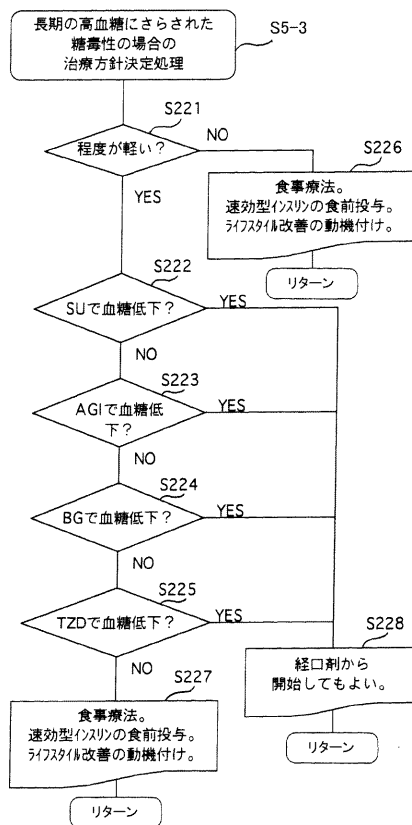 長期の高血糖にさらされた
糖毒性の場合の
治療方針決定処理
S5-3
S221
程度が軽い?
NO
YES
S226
食事療法。
速効型インスリンの食前投与。
ライフスタイル改善の動機付け。
リターン
S222
SUで血糖低下?
YES
NO
S223
AGIで血糖低
下?
YES
NO
S224
BGで血糖低下?
YES
NO
S225
TZDで血糖低下?
YES
NO
S228
経口剤から
開始してもよい。
リターン
S227
食事療法。
速効型インスリンの食前投与。
ライフスタイル改善の動機付け。
リターン